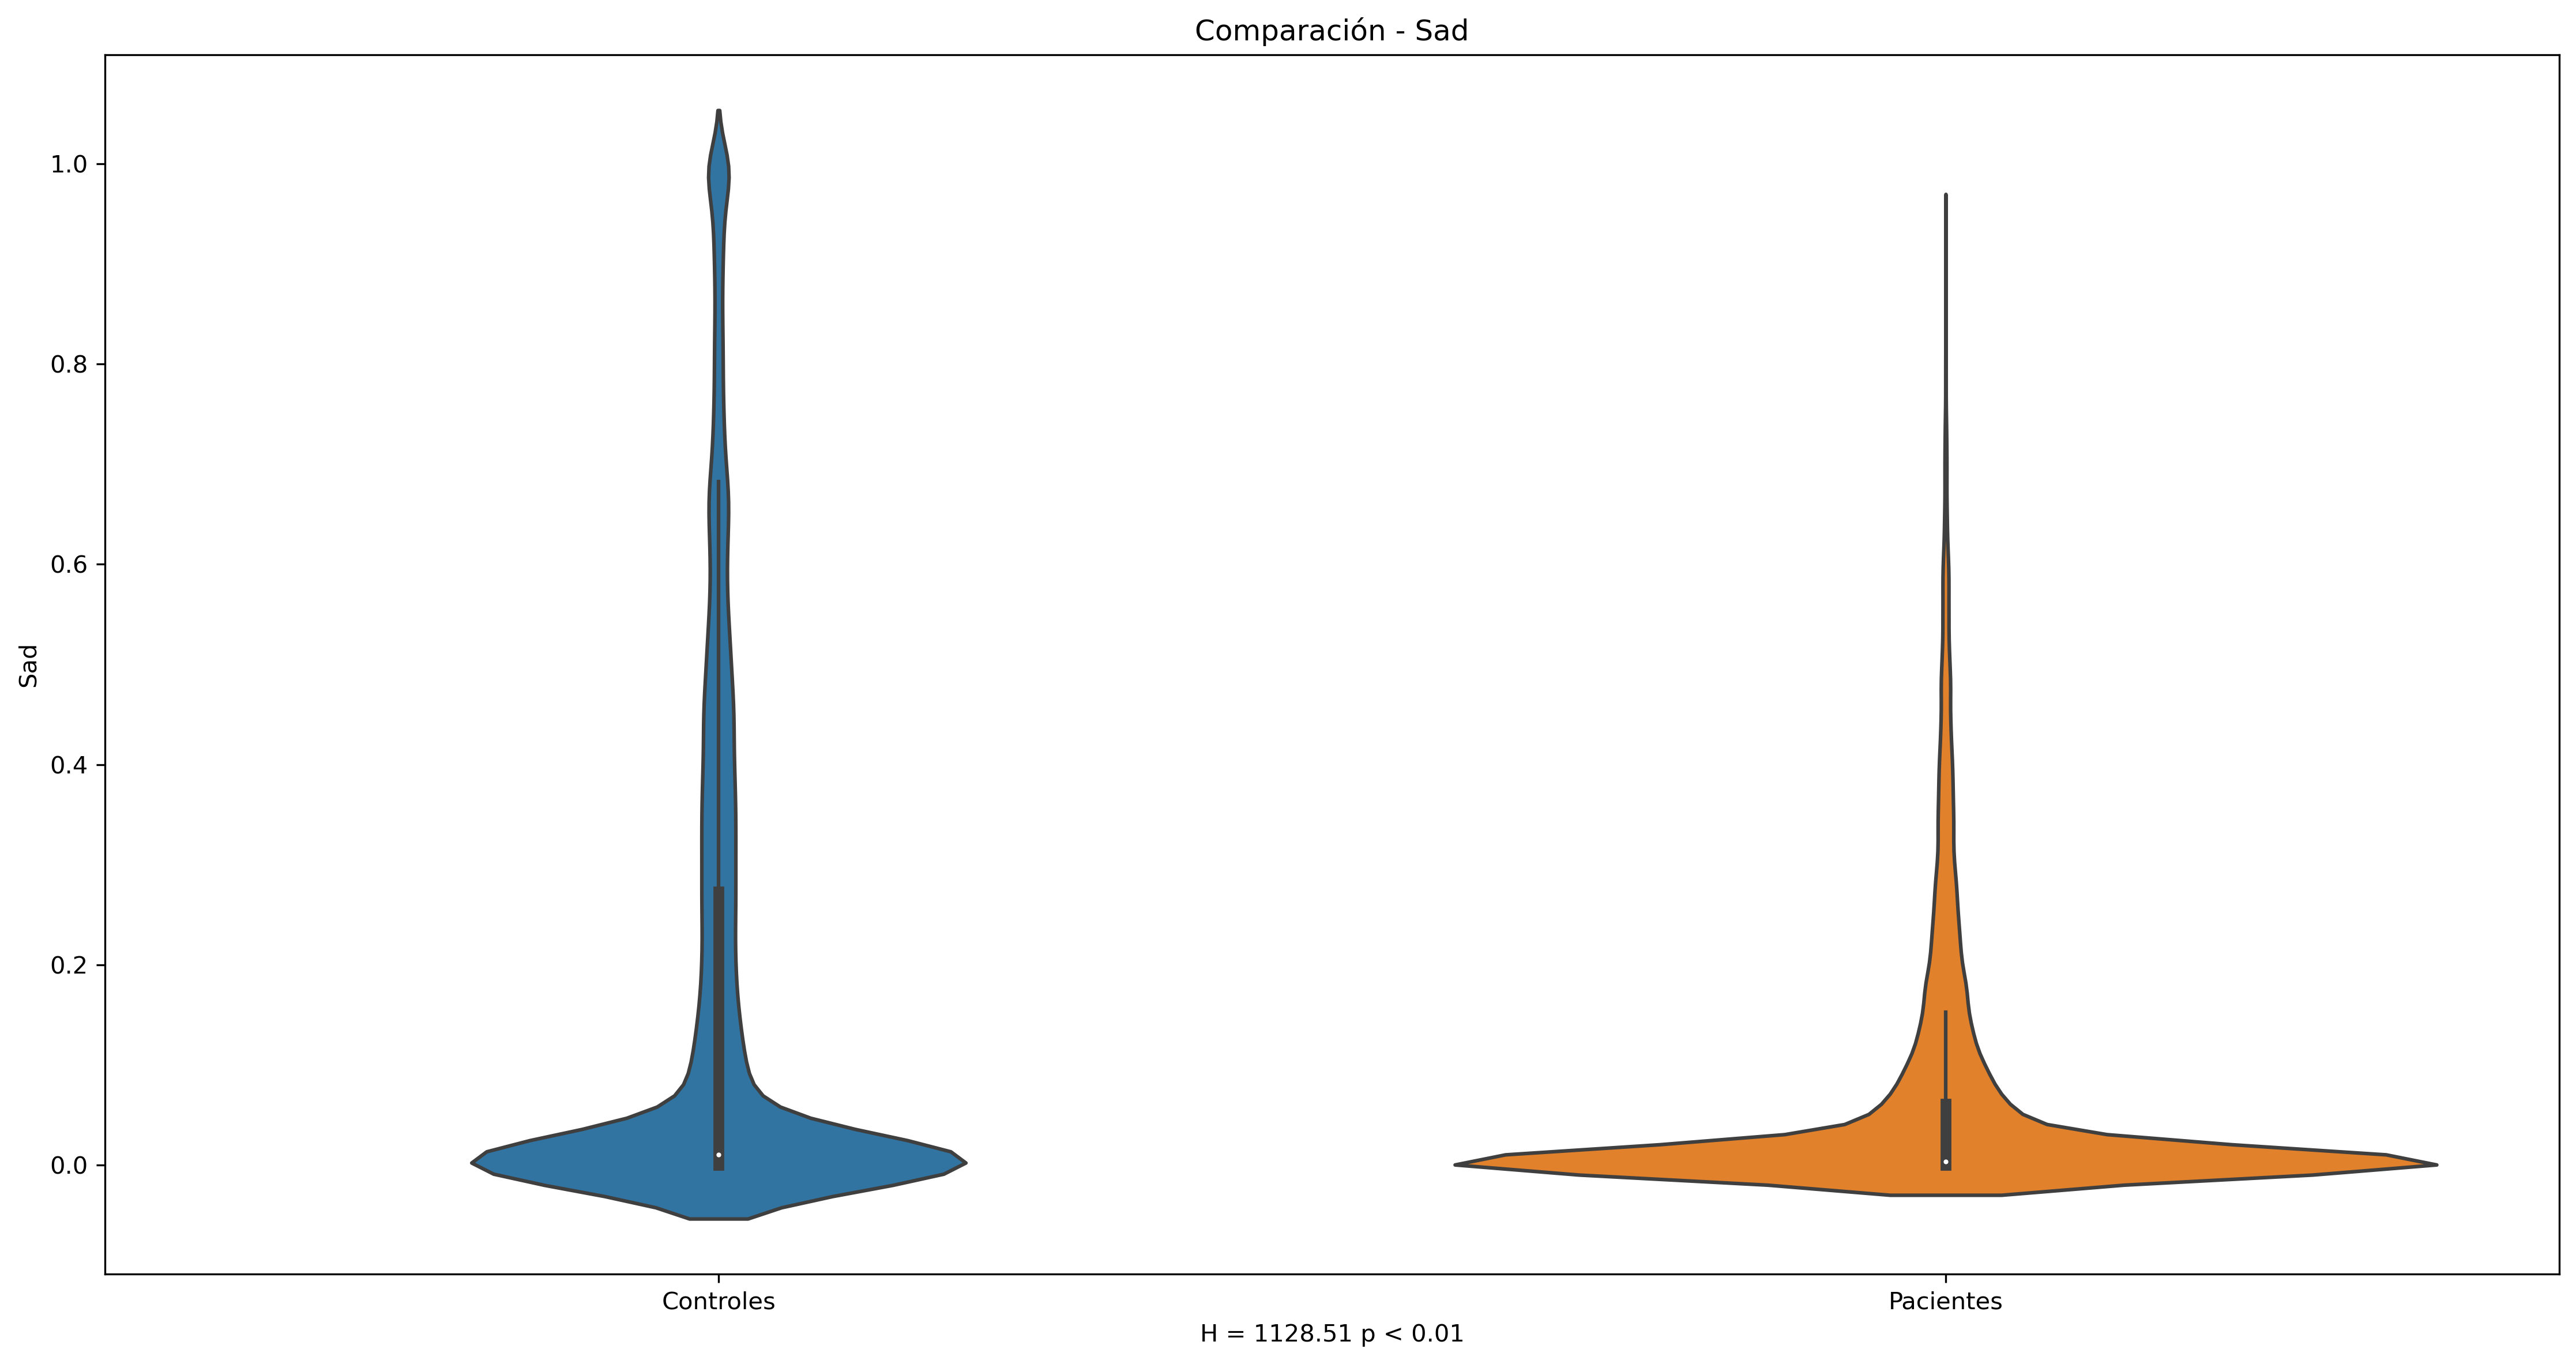 Comparación - Sad
1.0
0.8
0.6
0.4
0.2
0.0
Sad
Controles
Pacientes
H = 1128.51 p < 0.01